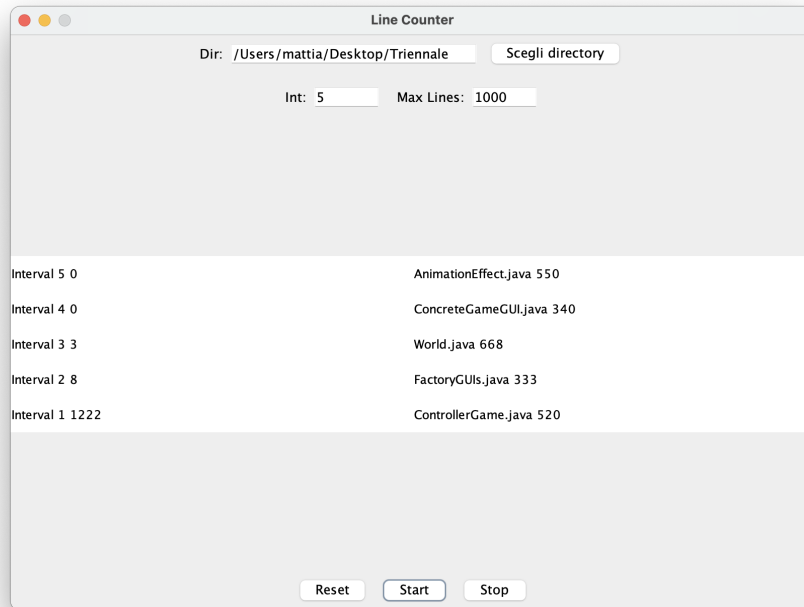 Line Counter
Dir: /Users/mattia/Desktop/Triennale Scegli directory
Int: 5 Max Lines: 1000
Interval 5 0 AnimationEffect.java 550
Interval 4 0 ConcreteGameGUI.java 340
Interval 3 3 World.java 668
Interval 2 8 FactoryGUIs.java 333
Interval 1 1222 ControllerGame.java 520
Reset Start Stop